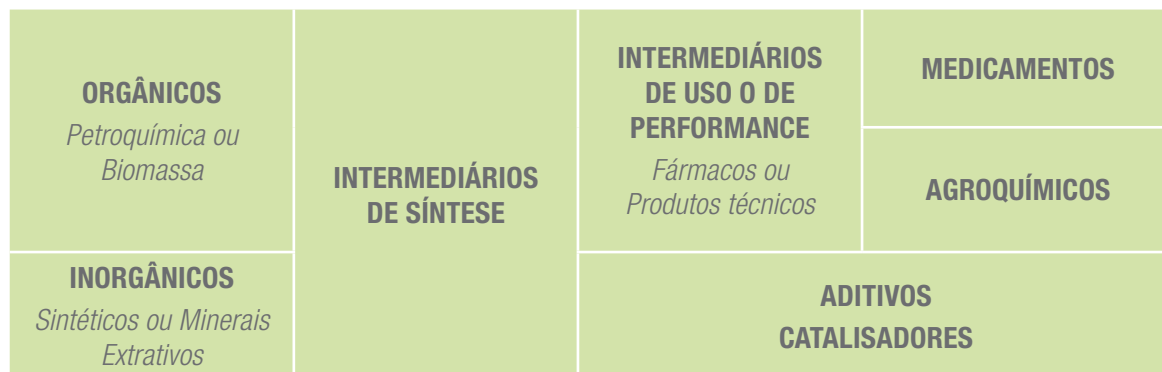 ORGÂNICOS
Petroquímica ou
Biomassa
INORGÂNICOS
Sintéticos ou Minerais
Extrativos
INTERMEDIÁRIOS
DE SÍNTESE
INTERMEDIÁRIOS
DE USO O DE
PERFORMANCE
Fármacos ou
Produtos técnicos
MEDICAMENTOS
AGROQUÍMICOS
ADITIVOS
CATALISADORES